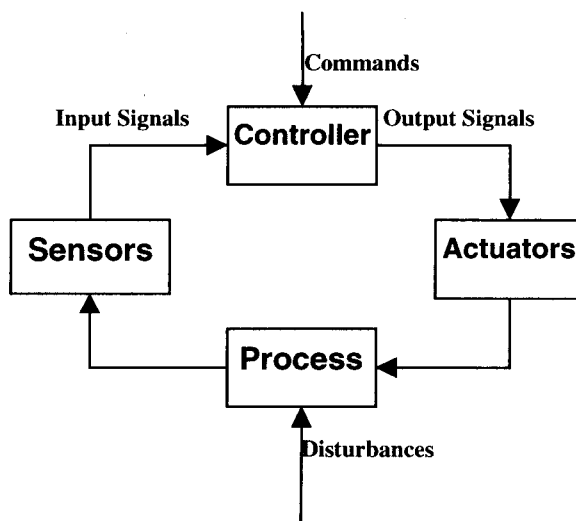 Commands
Input Signals
Controller
Output Signals
Sensors
Actuators
Process
Disturbances